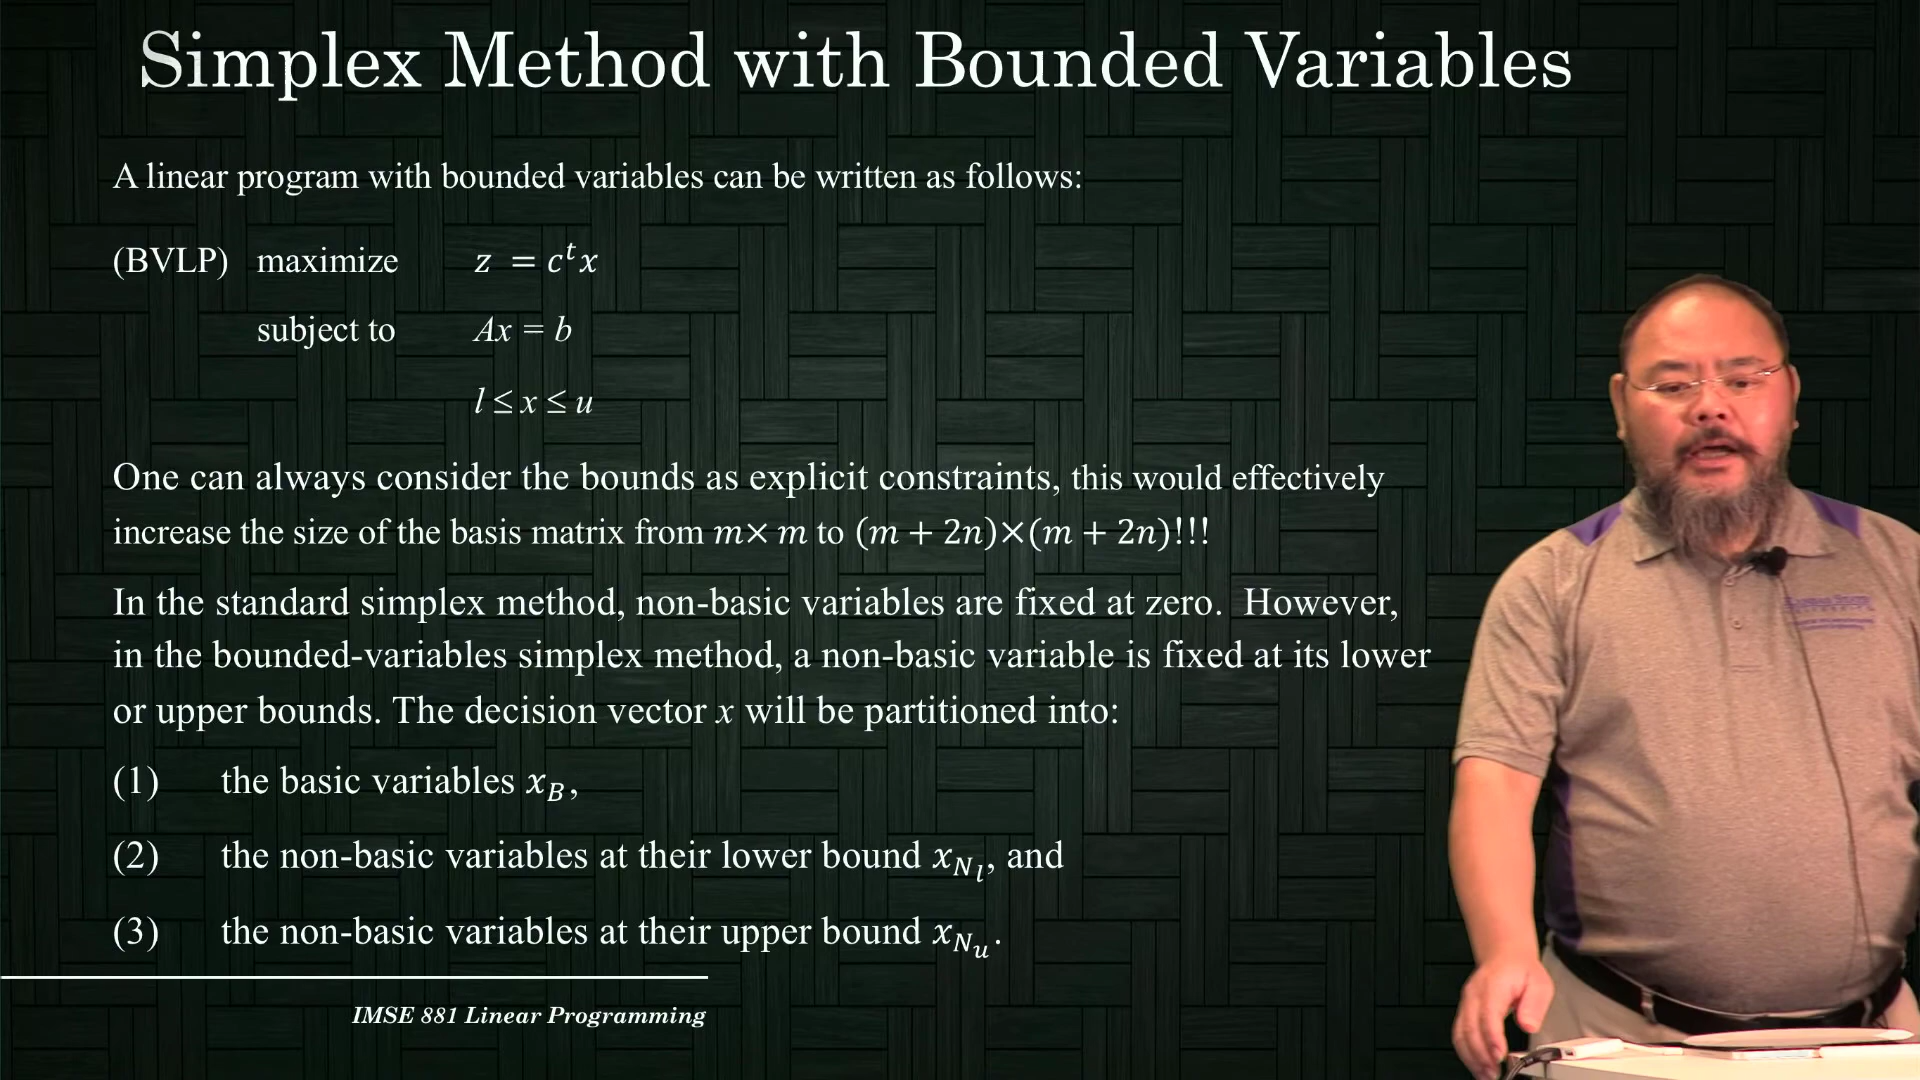 Simplex Method with Bounded Variables
A linear program with bounded variables can be written as follows:
(BVLP) maximize z = cᵗx
subject to Ax = b
l ≤ x ≤ u
One can always consider the bounds as explicit constraints, this would effectively
increase the size of the basis matrix from m× m to (m + 2n)×(m + 2n)!!!
In the standard simplex method, non-basic variables are fixed at zero. However,
in the bounded-variables simplex method, a non-basic variable is fixed at its lower
or upper bounds. The decision vector x will be partitioned into:
(1) the basic variables x_B,
(2) the non-basic variables at their lower bound x_{N_l}, and
(3) the non-basic variables at their upper bound x_{N_u}.
IMSE 881 Linear Programming